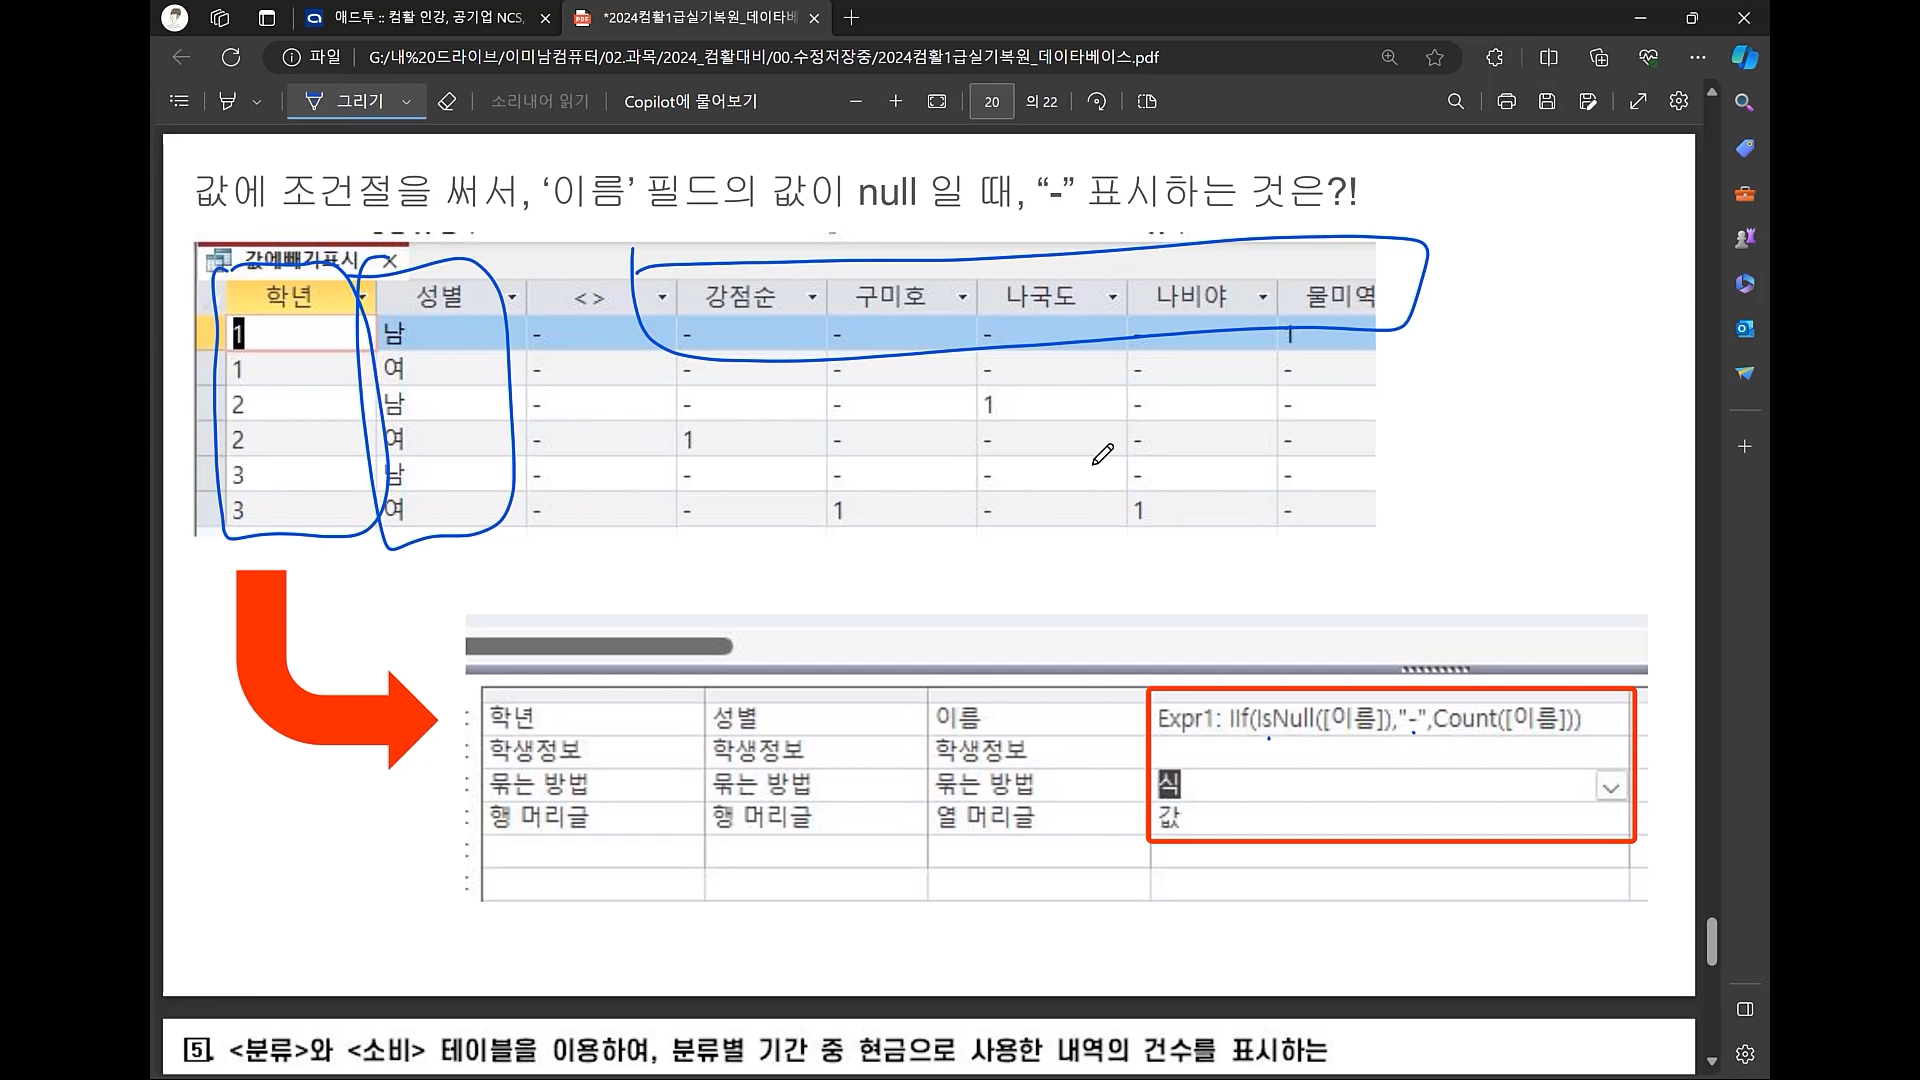 애드투 :: 컴활 인강, 공기업 NCS,
*2024컴활1급실기복원_데이타베
파일
G:/내%20드라이브/이미남컴퓨터/02.과목/2024_컴활대비/00.수정저장중/2024컴활1급실기복원_데이타베이스.pdf
그리기 소리내어 읽기 Copilot에 물어보기 20 의 22
값에 조건절을 써서, ‘이름’ 필드의 값이 null 일 때, “-” 표시하는 것은?!
값에빼기표시
학년 성별 <> 강점순 구미호 나국도 나비야 물미역
1 남 - - - - - 1
1 여 - - - - - -
2 남 - - - 1 - -
2 여 - 1 - - - -
3 남 - - - - - -
3 여 - - 1 - 1 -
: 학년 성별 이름 Expr1: IIf(IsNull([이름]),"-",Count([이름]))
: 학생정보 학생정보 학생정보
: 묶는 방법 묶는 방법 묶는 방법 식
: 행 머리글 행 머리글 열 머리글 값
:
:
5. <분류>와 <소비> 테이블을 이용하여, 분류별 기간 중 현금으로 사용한 내역의 건수를 표시하는